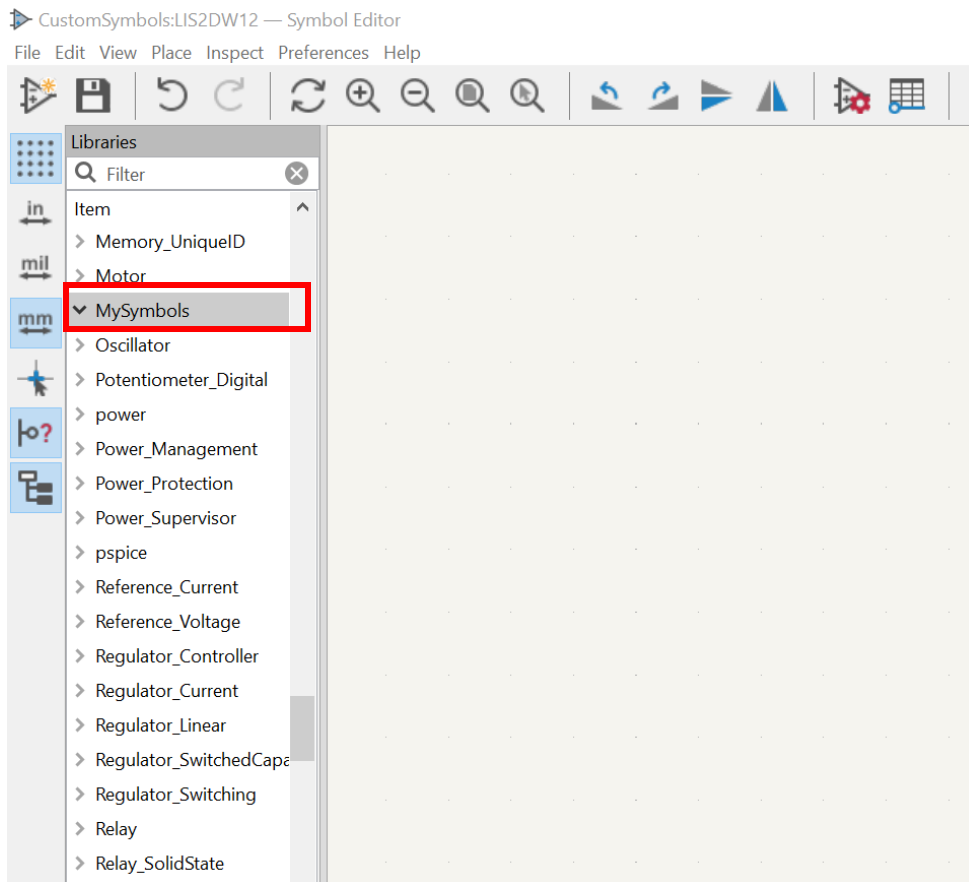 CustomSymbols:LIS2DW12 — Symbol Editor
File Edit View Place Inspect Preferences Help
Libraries
Filter
in
Item
Memory_UniqueID
mil
Motor
mm
MySymbols
Oscillator
Potentiometer_Digital
power
?
Power_Management
Power_Protection
Power_Supervisor
pspice
Reference_Current
Reference_Voltage
Regulator_Controller
Regulator_Current
Regulator_Linear
Regulator_SwitchedCapa
Regulator_Switching
Relay
Relay_SolidState